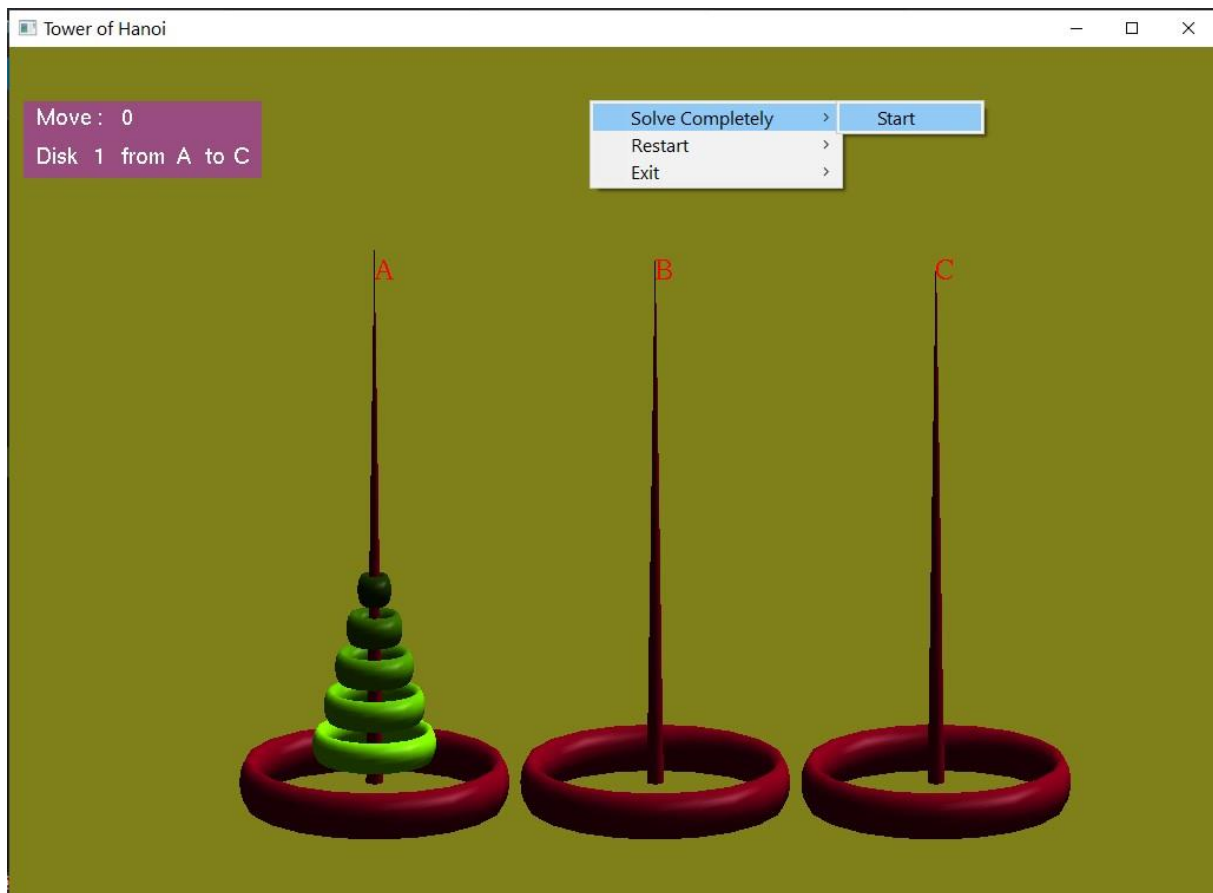 Tower of Hanoi
Move : 0
Disk 1 from A to C
Solve Completely
Start
Restart
Exit
A
B
C